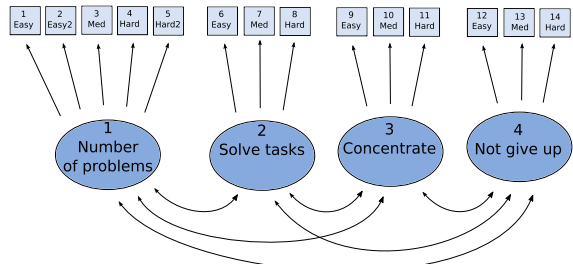 1
Easy
2
Easy2
3
Med
4
Hard
5
Hard2
6
Easy
7
Med
8
Hard
9
Easy
10
Med
11
Hard
12
Easy
13
Med
14
Hard
1
Number
of problems
2
Solve tasks
3
Concentrate
4
Not give up